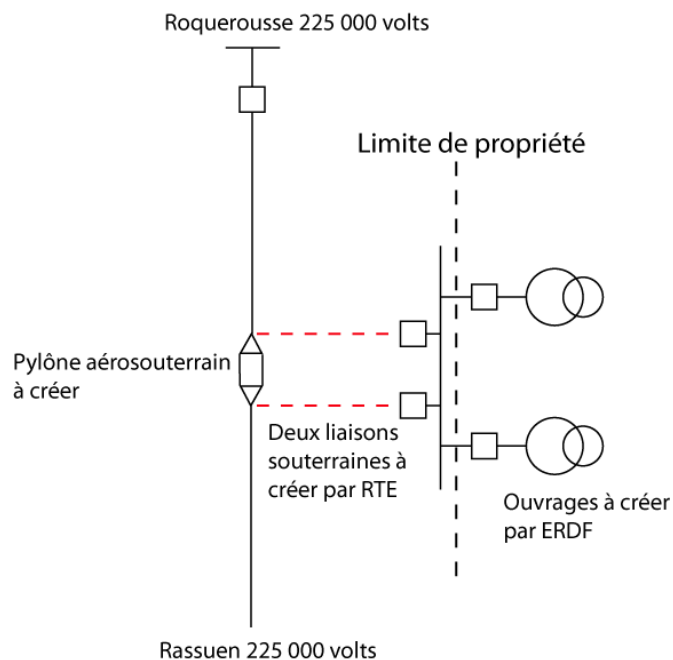 Roquerousse 225 000 volts
Limite de propriété
Pylône aérosouterrain
à créer
Deux liaisons
souterraines à
créer par RTE
Ouvrages à créer
par ERDF
Rassuen 225 000 volts